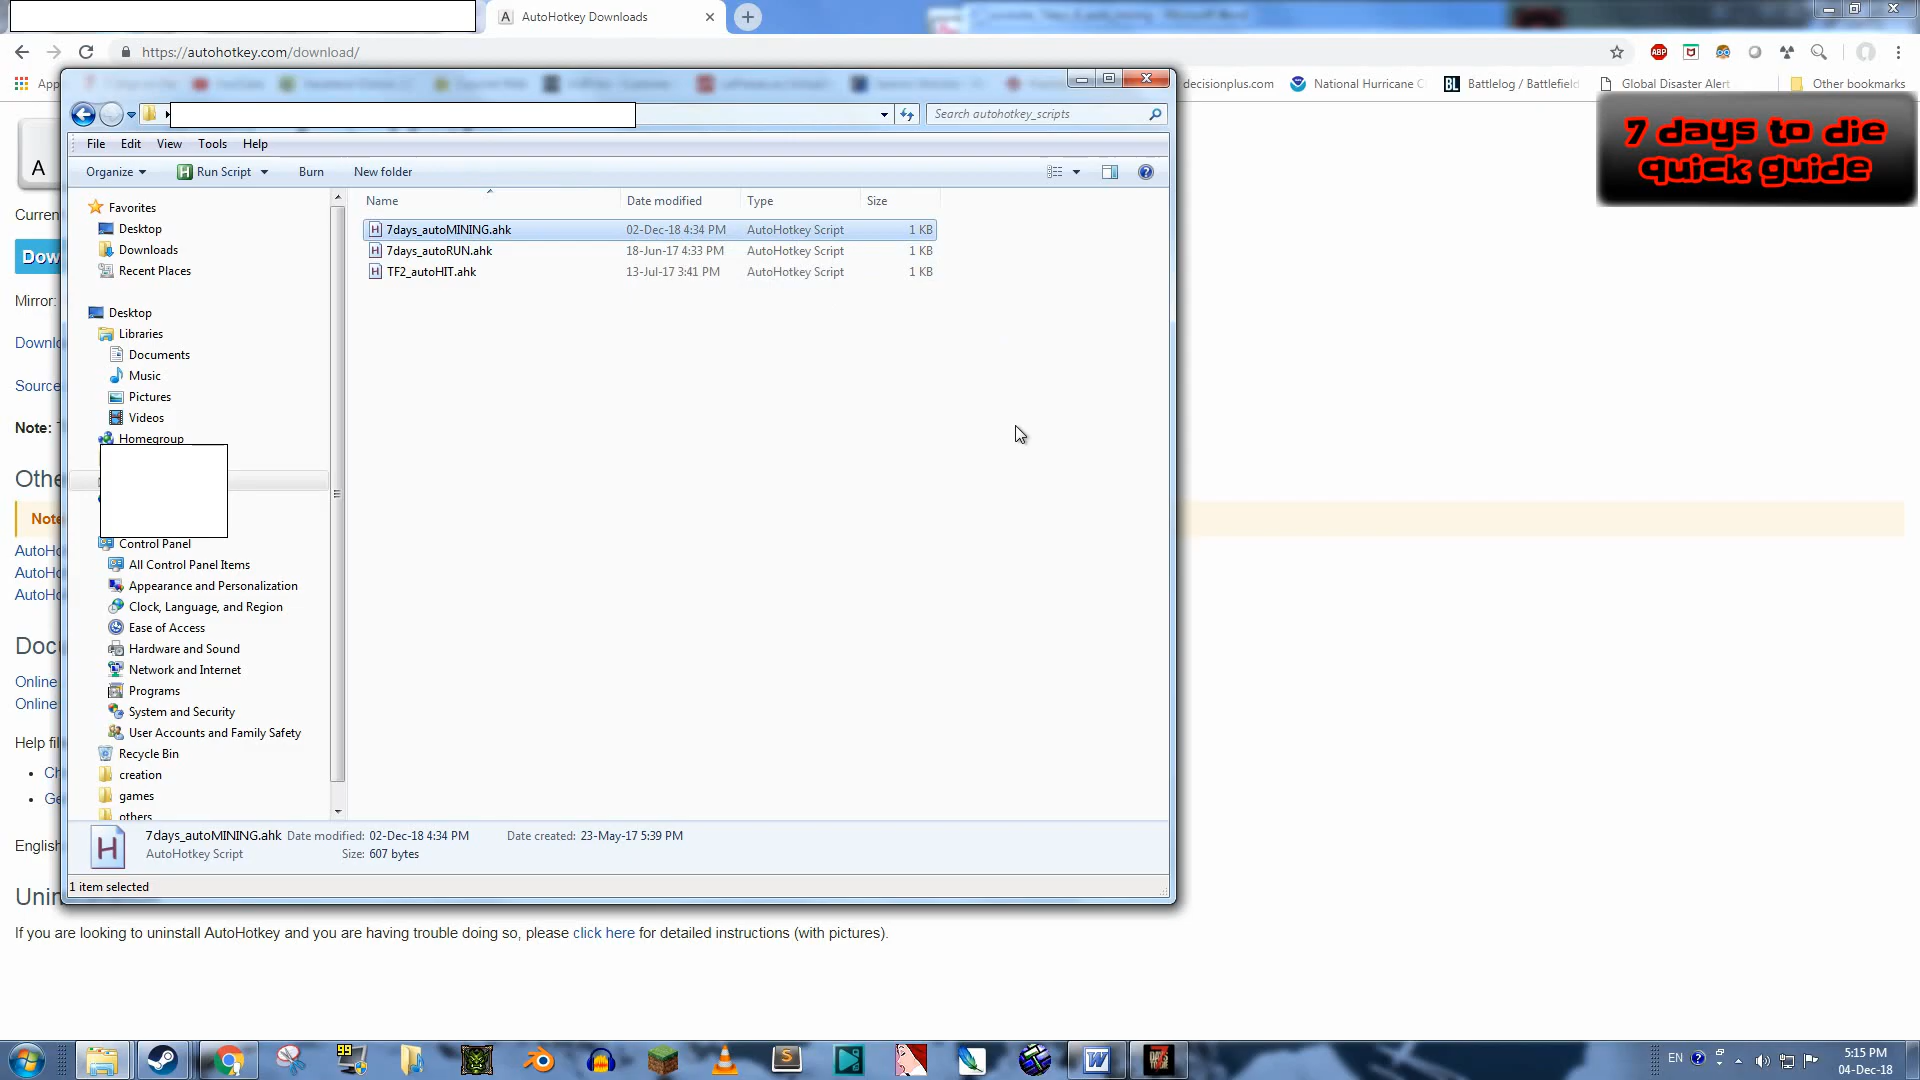 AutoHotkey Downloads
https://autohotkey.com/download/
App
decisionplus.com
National Hurricane C
Battlelog / Battlefield
Global Disaster Alert
Other bookmarks
7 days to die
quick guide
Search autohotkey_scripts
File Edit View Tools Help
Organize Run Script Burn New folder
Name Date modified Type Size
7days_autoMINING.ahk 02-Dec-18 4:34 PM AutoHotkey Script 1 KB
7days_autoRUN.ahk 18-Jun-17 4:33 PM AutoHotkey Script 1 KB
TF2_autoHIT.ahk 13-Jul-17 3:41 PM AutoHotkey Script 1 KB
Favorites
Desktop
Downloads
Recent Places
Desktop
Libraries
Documents
Music
Pictures
Videos
Homegroup
Control Panel
All Control Panel Items
Appearance and Personalization
Clock, Language, and Region
Ease of Access
Hardware and Sound
Network and Internet
Programs
System and Security
User Accounts and Family Safety
Recycle Bin
creation
games
others
7days_autoMINING.ahk Date modified: 02-Dec-18 4:34 PM Date created: 23-May-17 5:39 PM
AutoHotkey Script Size: 607 bytes
1 item selected
A
Curren
Dow
Mirror:
Downl
Source
Note:
Othe
Note
AutoHo
AutoHo
AutoHo
Docu
Online
Online
Help fil
Ch
Ge
English
Unin
If you are looking to uninstall AutoHotkey and you are having trouble doing so, please click here for detailed instructions (with pictures).
EN
5:15 PM
04-Dec-18